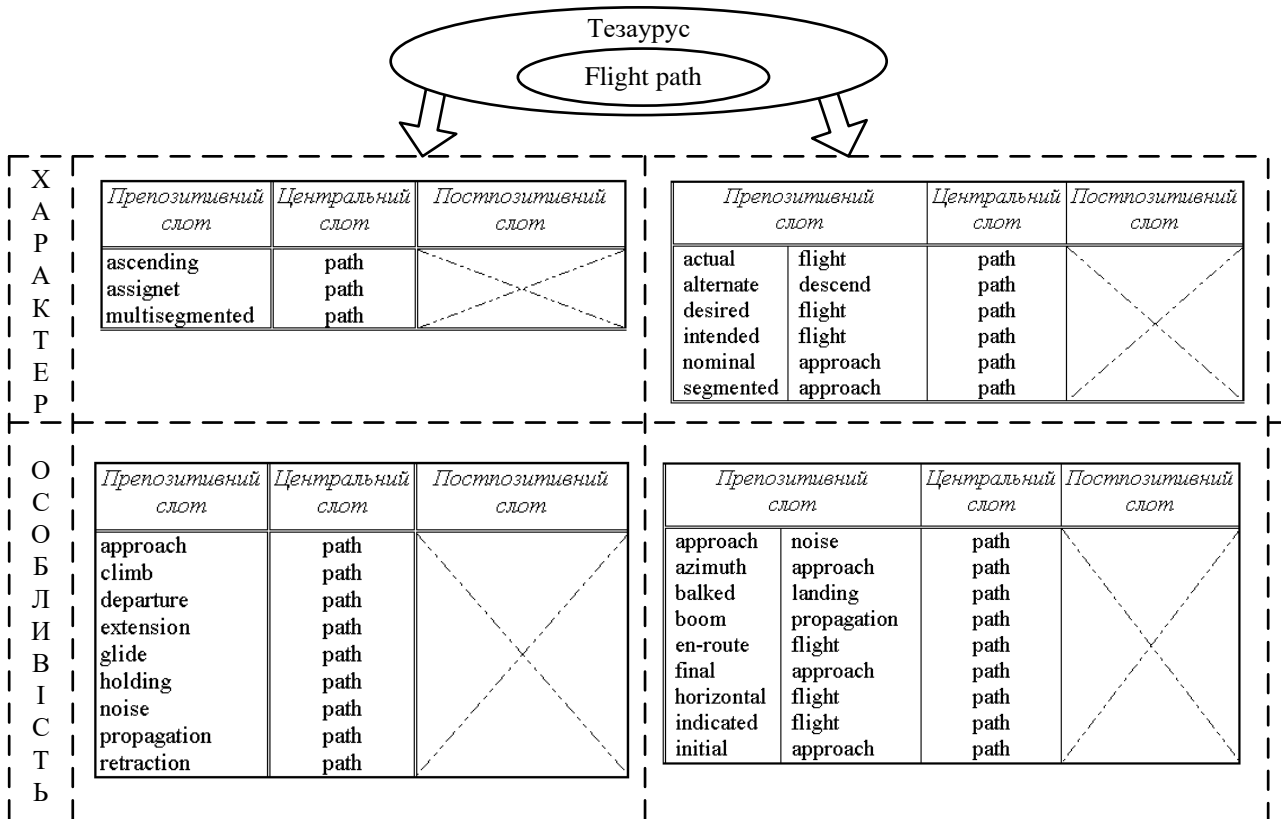 Тезаурус
Flight path
ХАРАКТЕР
Препозитивний слот Центральний слот Постпозитивний слот
ascending path
assignet path
multisegmented path
Препозитивний слот Центральний слот Постпозитивний слот
actual flight path
alternate descend path
desired flight path
intended flight path
nominal approach path
segmented approach path
ОСОБЛИВІСТЬ
Препозитивний слот Центральний слот Постпозитивний слот
approach path
climb path
departure path
extension path
glide path
holding path
noise path
propagation path
retraction path
Препозитивний слот Центральний слот Постпозитивний слот
approach noise path
azimuth approach path
balked landing path
boom propagation path
en-route flight path
final approach path
horizontal flight path
indicated flight path
initial approach path